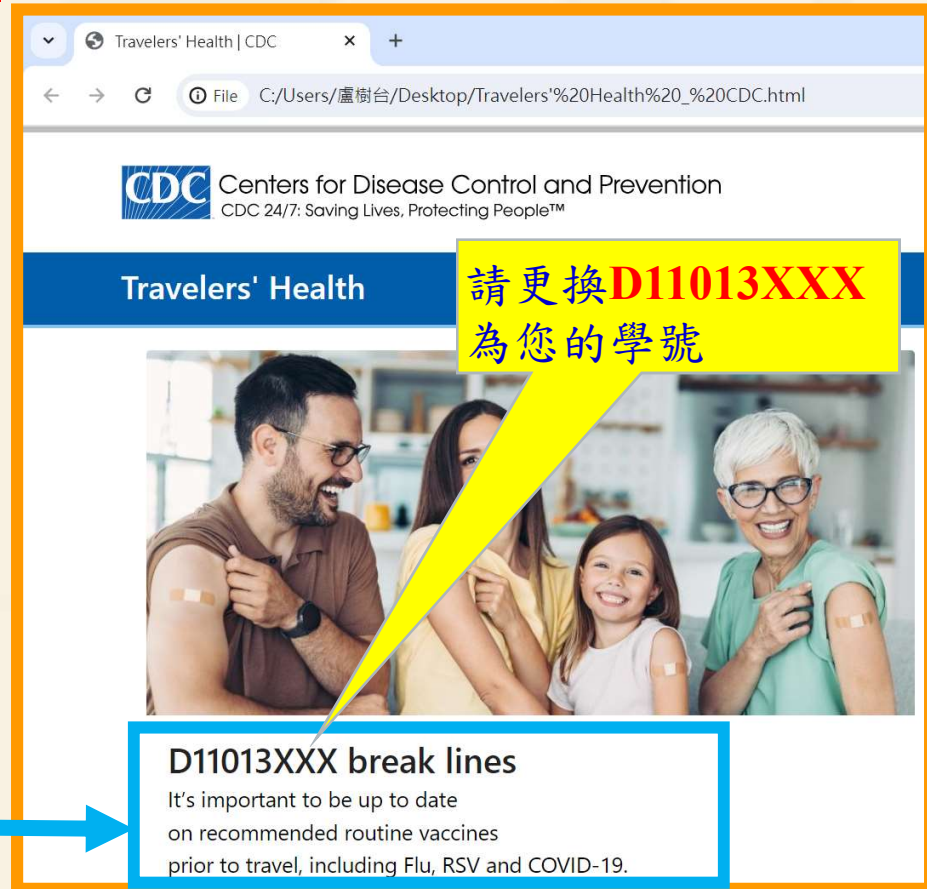 Travelers' Health | CDC
File C:/Users/盧樹台/Desktop/Travelers'%20Health%20_%20CDC.html
CDC Centers for Disease Control and Prevention
CDC 24/7: Saving Lives, Protecting People™
Travelers' Health
請更換D11013XXX
為您的學號
D11013XXX break lines
It's important to be up to date
on recommended routine vaccines
prior to travel, including Flu, RSV and COVID-19.